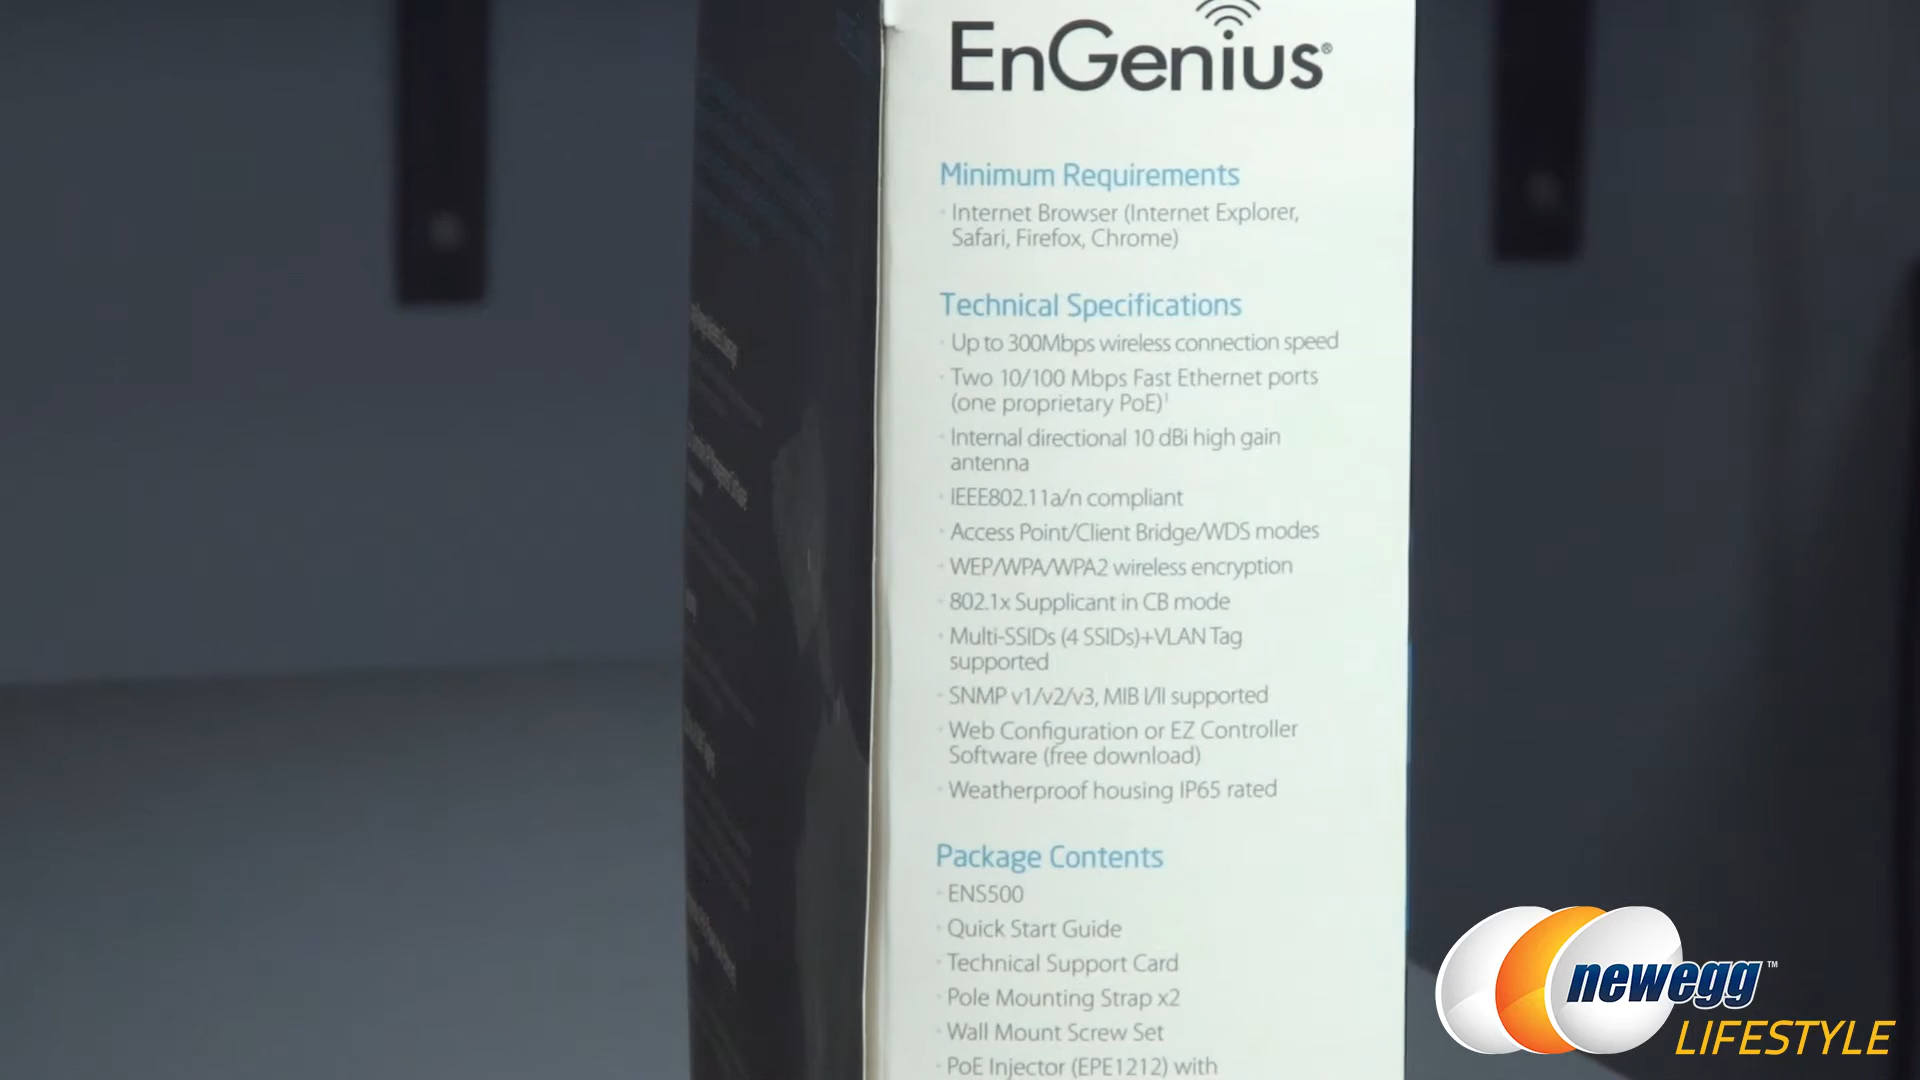 EnGenius®
Minimum Requirements
· Internet Browser (Internet Explorer,
Safari, Firefox, Chrome)
Technical Specifications
· Up to 300Mbps wireless connection speed
· Two 10/100 Mbps Fast Ethernet ports
(one proprietary PoE)¹
· Internal directional 10 dBi high gain
antenna
· IEEE802.11a/n compliant
· Access Point/Client Bridge/WDS modes
· WEP/WPA/WPA2 wireless encryption
· 802.1x Supplicant in CB mode
· Multi-SSIDs (4 SSIDs)+VLAN Tag
supported
· SNMP v1/v2/v3, MIB I/II supported
· Web Configuration or EZ Controller
Software (free download)
· Weatherproof housing IP65 rated
Package Contents
· ENS500
· Quick Start Guide
· Technical Support Card
· Pole Mounting Strap x2
· Wall Mount Screw Set
· PoE Injector (EPE1212) with
newegg™
LIFESTYLE